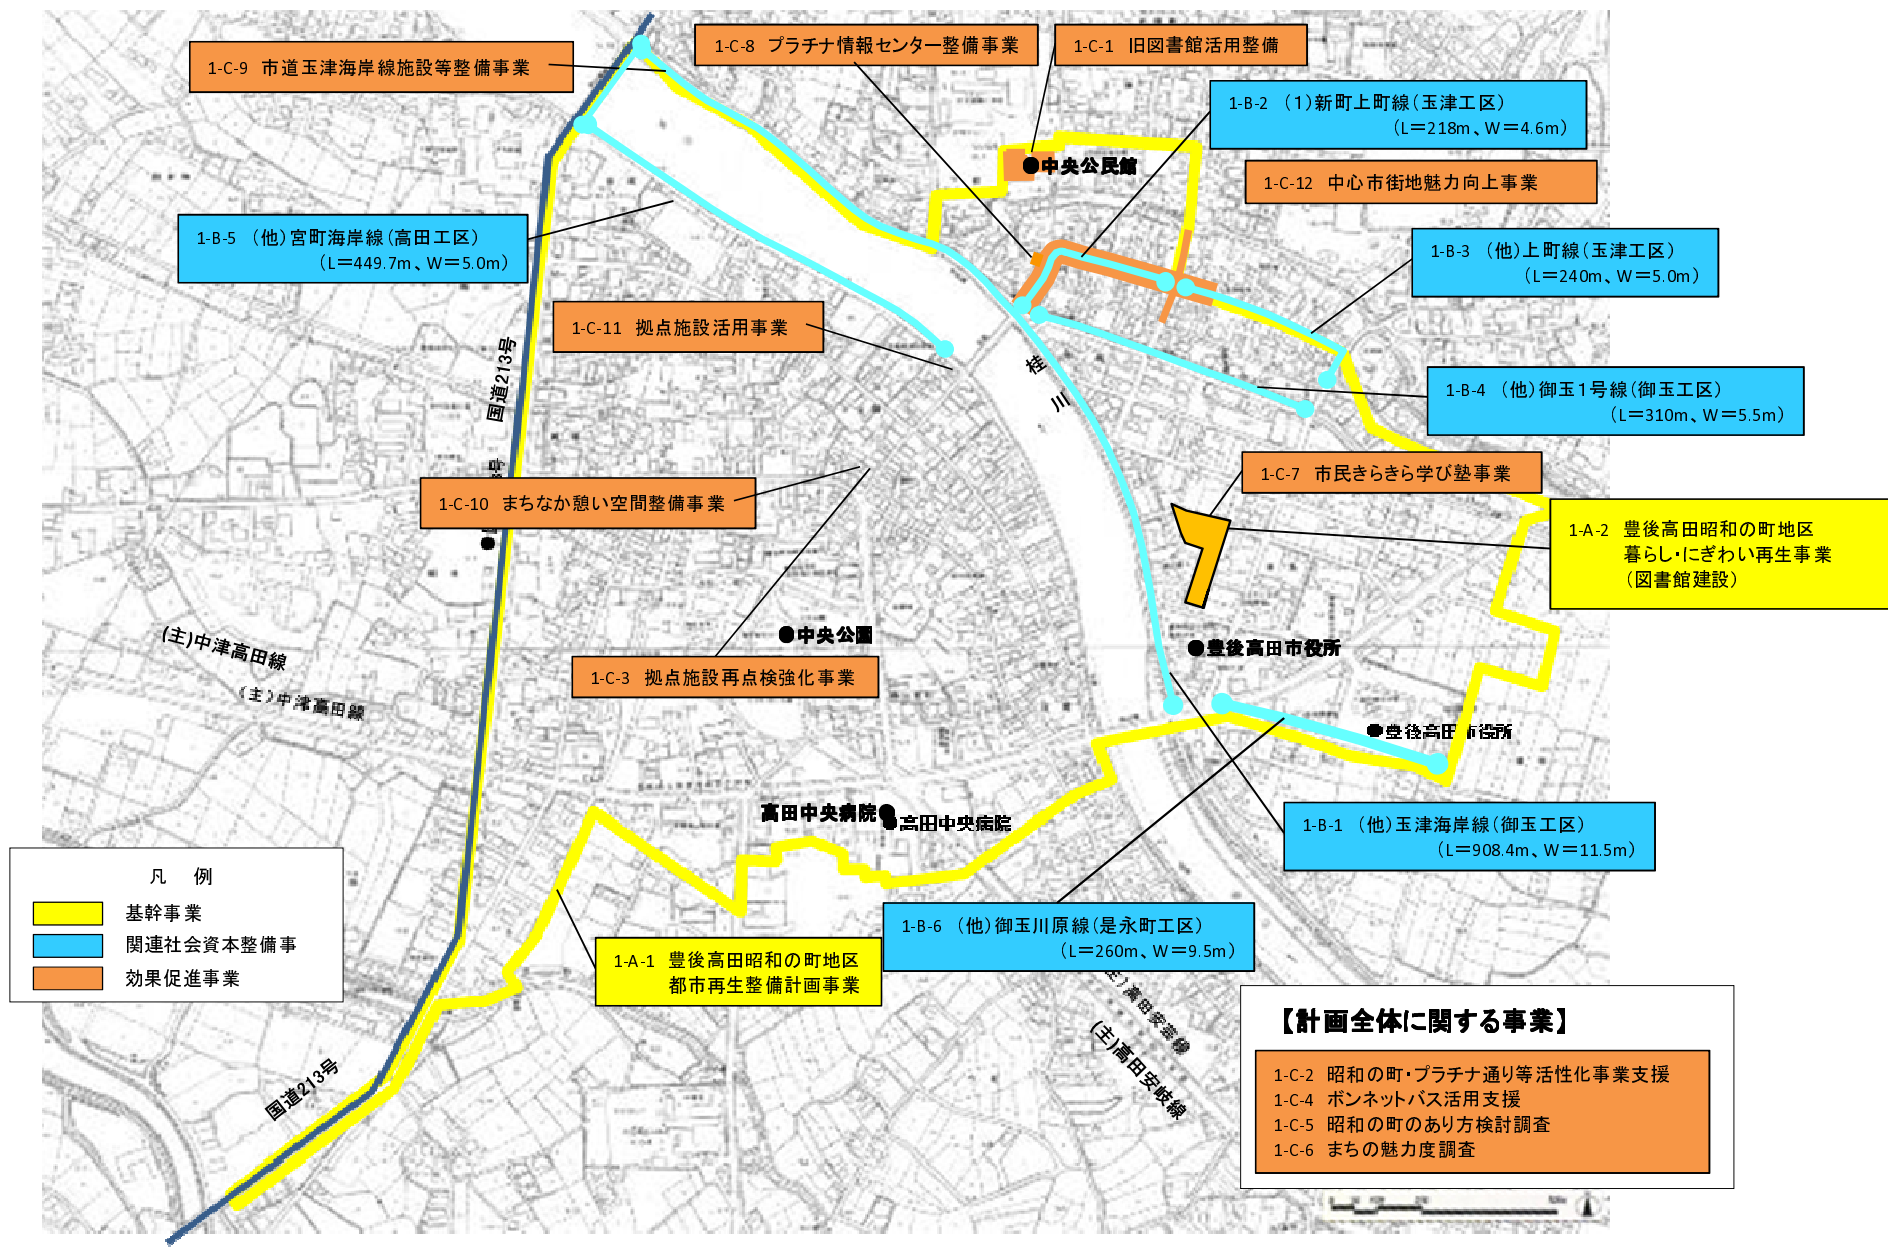 1-C-9 市道玉津海岸線施設等整備事業
1-C-8 プラチナ情報センター整備事業
1-C-1 旧図書館活用整備
1-B-2 （1）新町上町線（玉津工区）
（L＝218m、W＝4.6m）
●中央公民館
1-C-12 中心市街地魅力向上事業
1-B-5 （他）宮町海岸線（高田工区）
（L＝449.7m、W＝5.0m）
1-B-3 （他）上町線（玉津工区）
（L＝240m、W＝5.0m）
1-C-11 拠点施設活用事業
国道213号
桂川
1-B-4 （他）御玉１号線（御玉工区）
（L＝310m、W＝5.5m）
号
1-C-10 まちなか憩い空間整備事業
1-C-7 市民きらきら学び塾事業
1-A-2 豊後高田昭和の町地区
暮らし・にぎわい再生事業
（図書館建設）
(主)中津高田線
（主）中津高田線
●中央公園
●豊後高田市役所
1-C-3 拠点施設再点検強化事業
●豊後高田市役所
高田中央病院●
●高田中央病院
1-B-1 （他）玉津海岸線（御玉工区）
（L＝908.4m、W＝11.5m）
凡 例
基幹事業
関連社会資本整備事
効果促進事業
1-B-6 （他）御玉川原線（是永町工区）
（L＝260m、W＝9.5m）
1-A-1 豊後高田昭和の町地区
都市再生整備計画事業
主）高田安岐線
(主)高田安岐線
国道213号
【計画全体に関する事業】
1-C-2 昭和の町・プラチナ通り等活性化事業支援
1-C-4 ボンネットバス活用支援
1-C-5 昭和の町のあり方検討調査
1-C-6 まちの魅力度調査